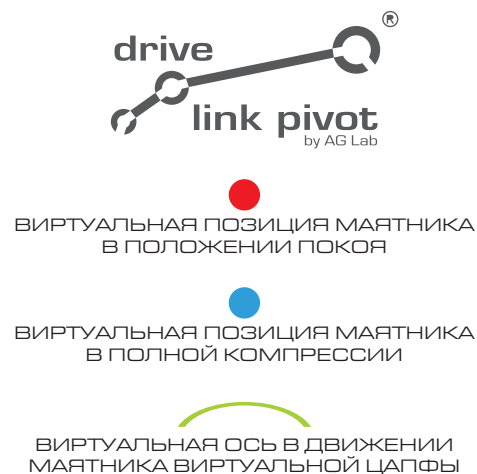 ®
drive
link pivot
by AG Lab
ВИРТУАЛЬНАЯ ПОЗИЦИЯ МАЯТНИКА
В ПОЛОЖЕНИИ ПОКОЯ
ВИРТУАЛЬНАЯ ПОЗИЦИЯ МАЯТНИКА
В ПОЛНОЙ КОМПРЕССИИ
ВИРТУАЛЬНАЯ ОСЬ В ДВИЖЕНИИ
МАЯТНИКА ВИРТУАЛЬНОЙ ЦАПФЫ